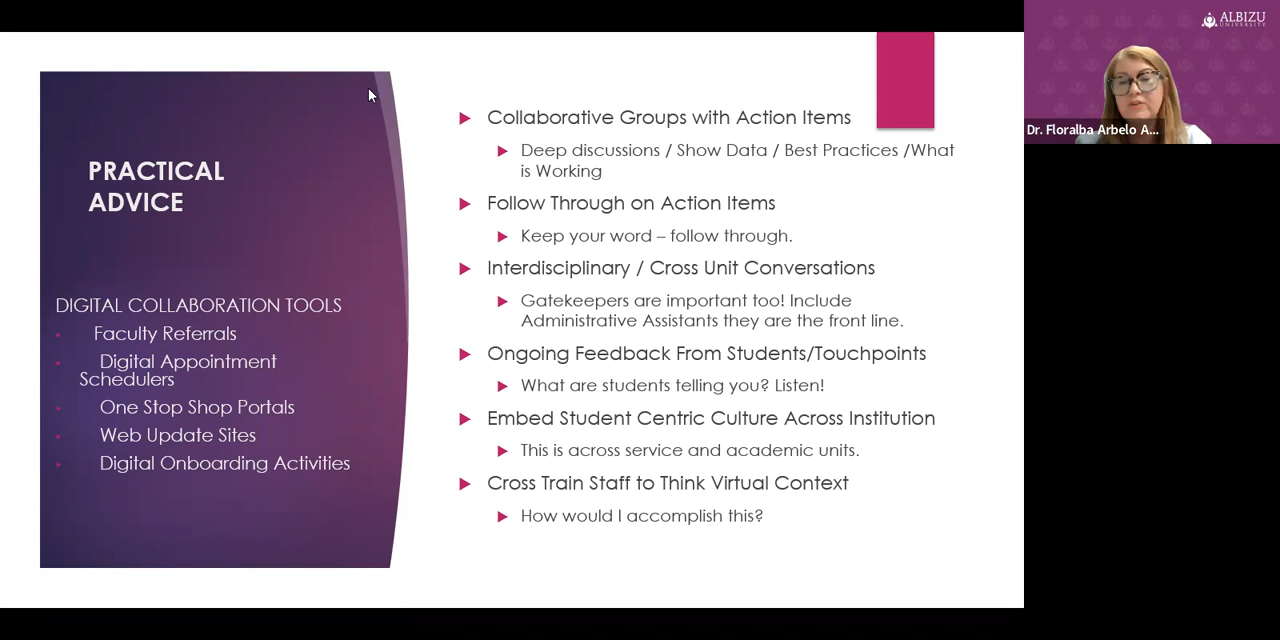 PRACTICAL
ADVICE
DIGITAL COLLABORATION TOOLS
Faculty Referrals
Digital Appointment
Schedulers
One Stop Shop Portals
Web Update Sites
Digital Onboarding Activities
Collaborative Groups with Action Items
Deep discussions / Show Data / Best Practices /What
is Working
Follow Through on Action Items
Keep your word – follow through.
Interdisciplinary / Cross Unit Conversations
Gatekeepers are important too! Include
Administrative Assistants they are the front line.
Ongoing Feedback From Students/Touchpoints
What are students telling you? Listen!
Embed Student Centric Culture Across Institution
This is across service and academic units.
Cross Train Staff to Think Virtual Context
How would I accomplish this?
ALBIZU
UNIVERSITY
Dr. Floralba Arbelo A...